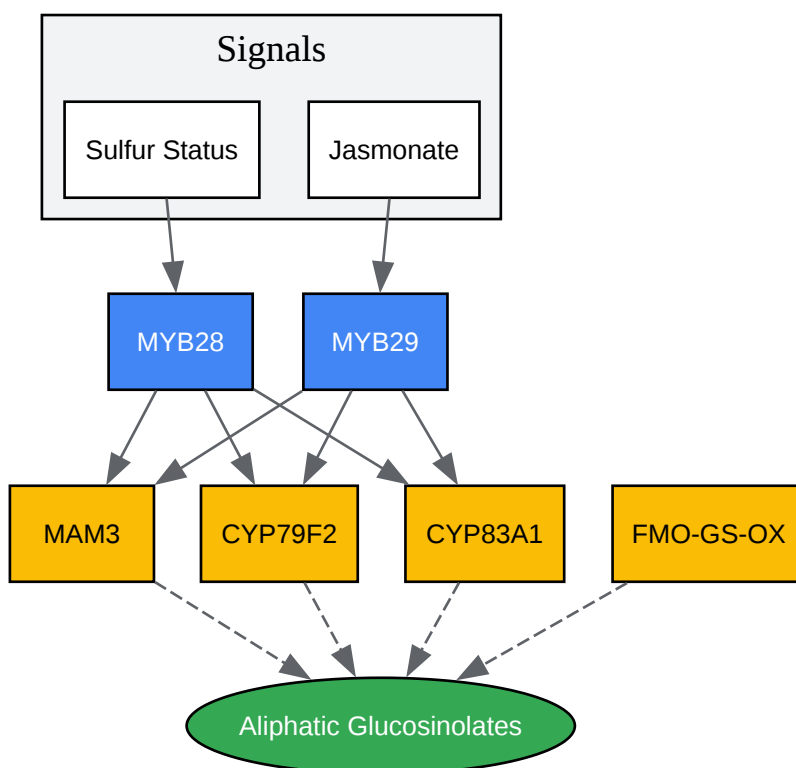 Signals
Sulfur Status
Jasmonate
MYB28
MYB29
MAM3
CYP79F2
CYP83A1
FMO-GS-OX
Aliphatic Glucosinolates